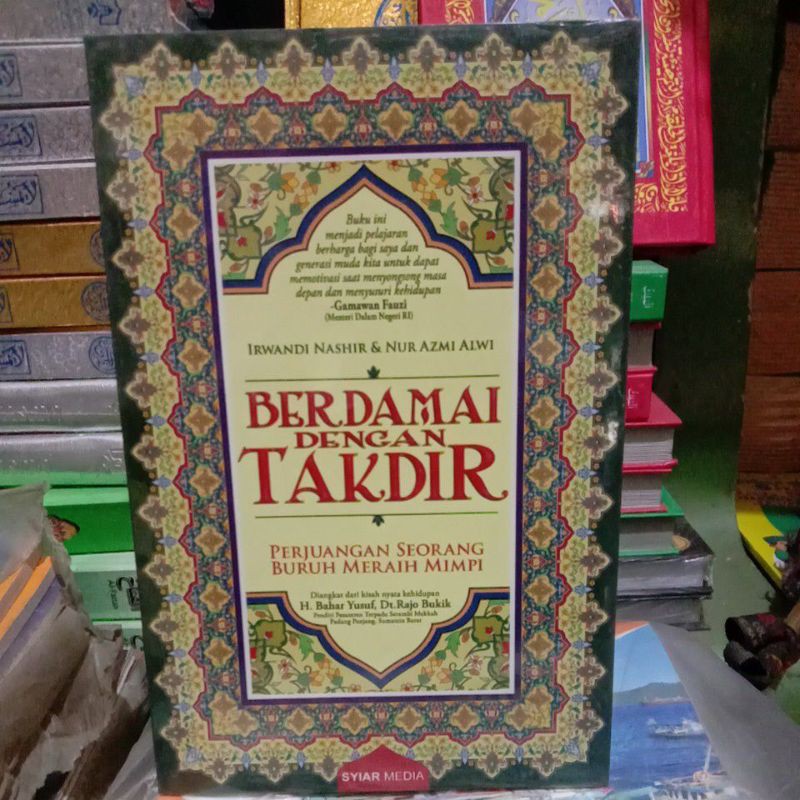 Buku ini
menjadi pelajaran
berharga bagi saya dan
generasi muda kita untuk dapat
memotivasi saat menyongsong masa
depan dan menyusuri kehidupan
-Gamawan Fauzi
(Menteri Dalam Negeri RI)
IRWANDI NASHIR & NUR AZMI ALWI
BERDAMAI
DENGAN
TAKDIR
PERJUANGAN SEORANG
BURUH MERAIH MIMPI
Diangkat dari kisah nyata kehidupan
H. Bahar Yusuf, Dt.Rajo Bukik
Pendiri Pesantren Terpadu Serambi Mekkah
Padang Panjang, Sumatra Barat
SYIAR MEDIA